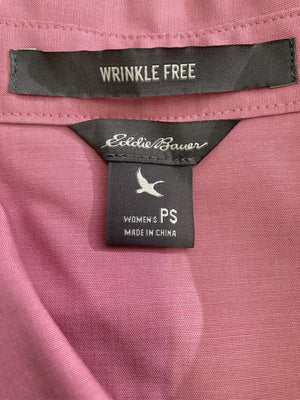 WRINKLE FREE
Eddie Bauer
WOMEN'S PS
MADE IN CHINA